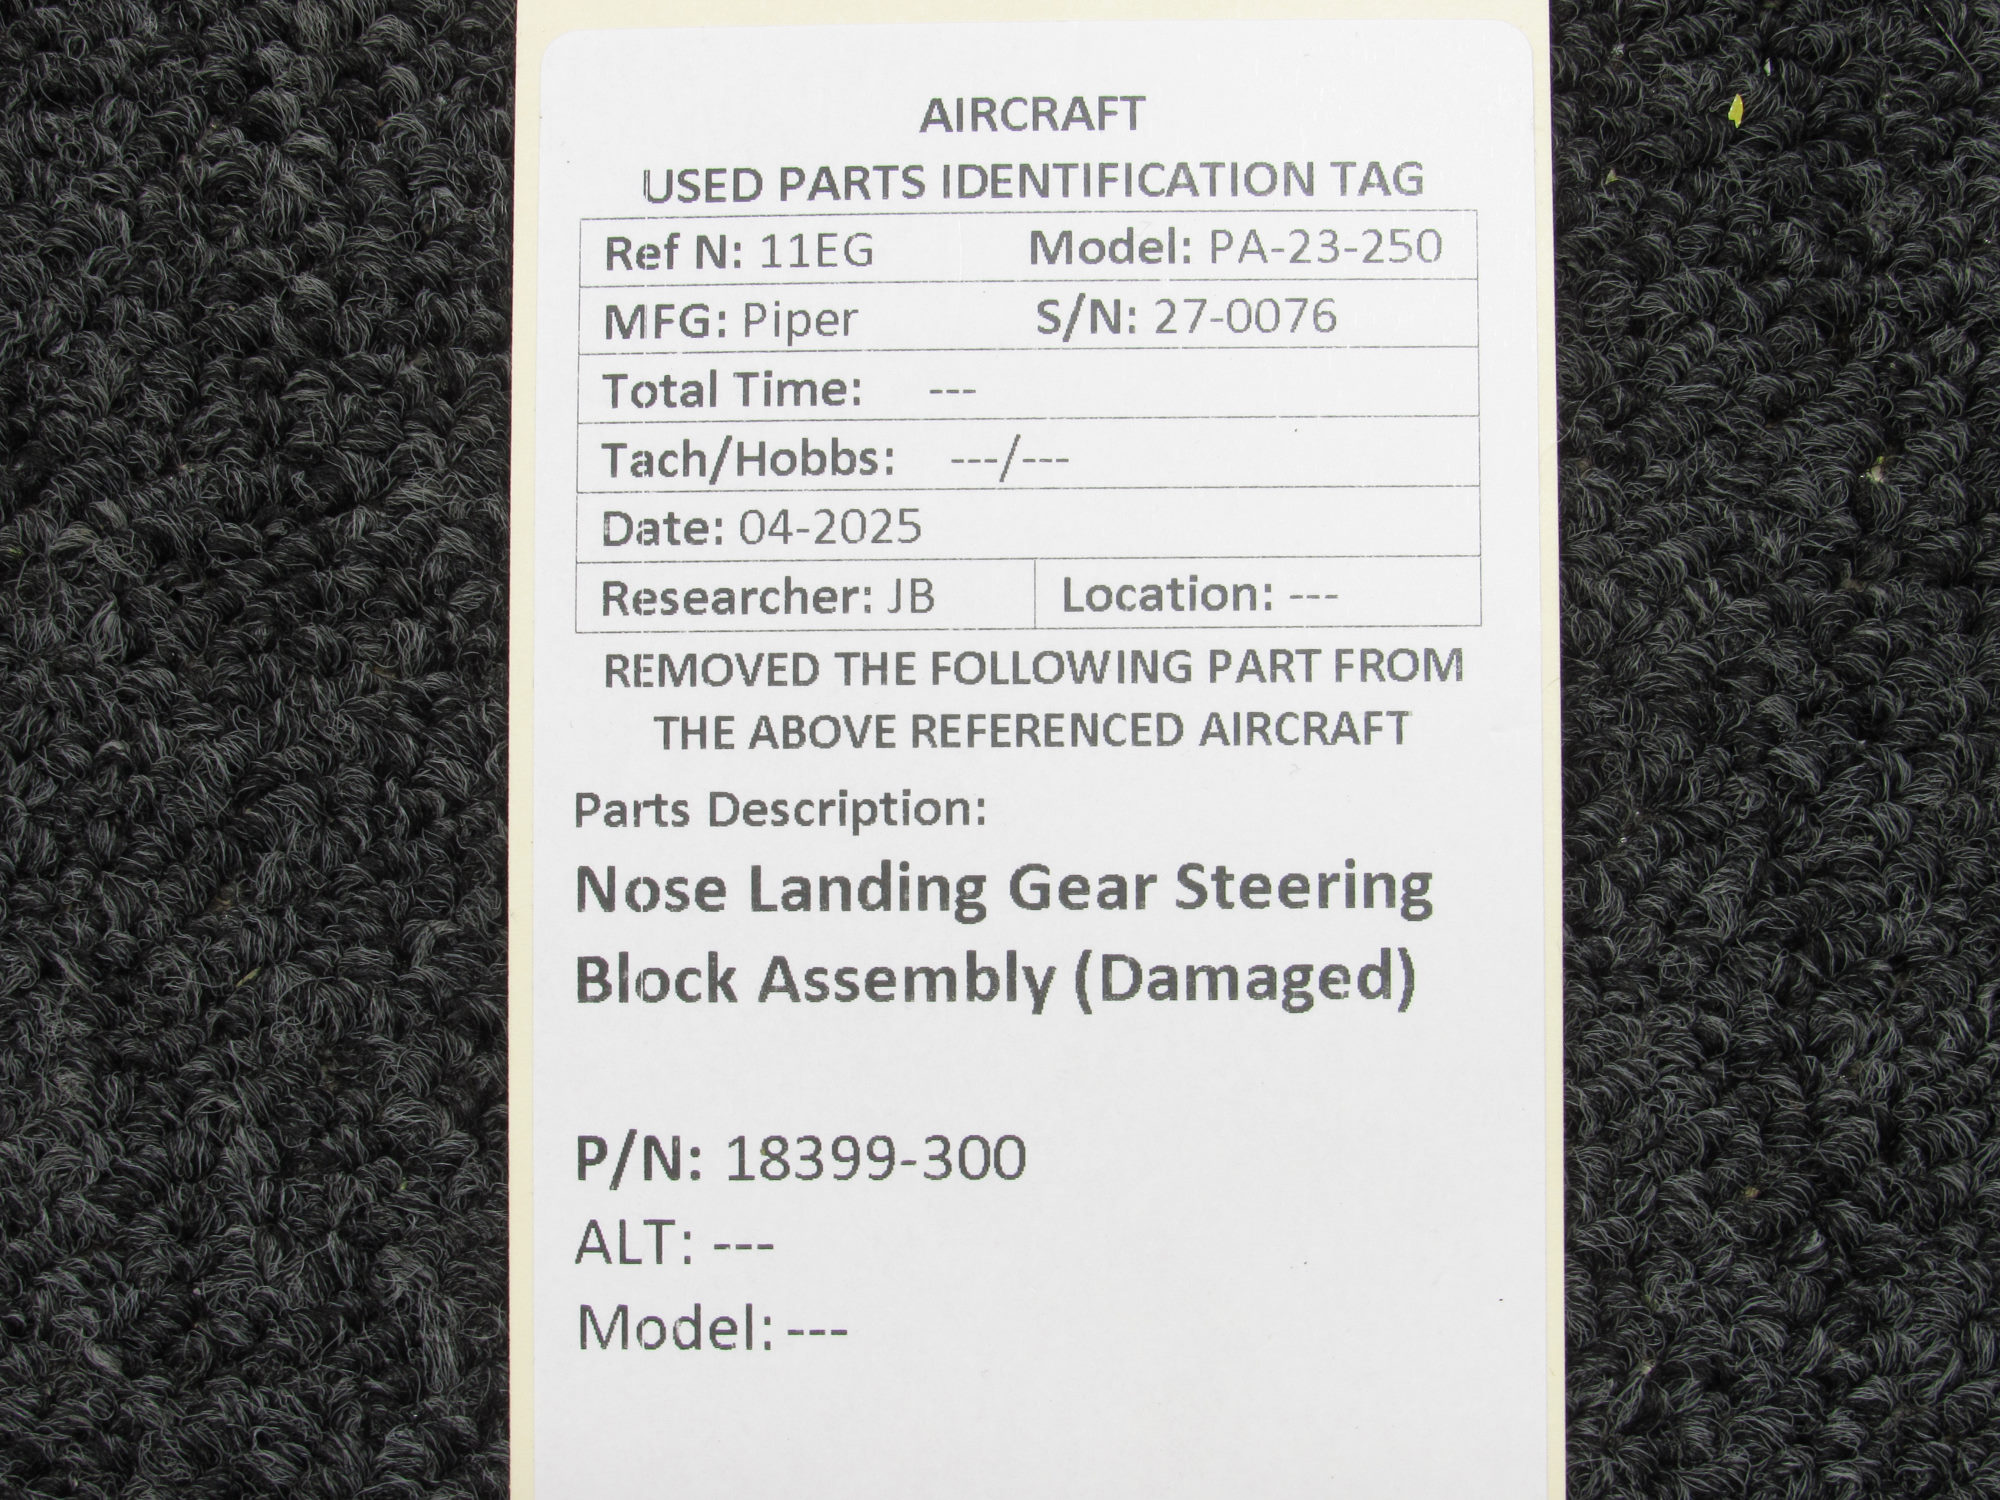 AIRCRAFT
USED PARTS IDENTIFICATION TAG
Ref N: 11EG Model: PA-23-250
MFG: Piper S/N: 27-0076
Total Time: ---
Tach/Hobbs: ---/---
Date: 04-2025
Researcher: JB Location: ---
REMOVED THE FOLLOWING PART FROM
THE ABOVE REFERENCED AIRCRAFT
Parts Description:
Nose Landing Gear Steering
Block Assembly (Damaged)
P/N: 18399-300
ALT: ---
Model: ---